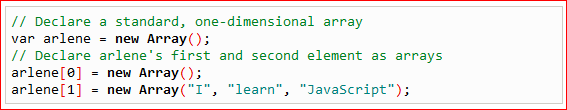 // Declare a standard, one-dimensional array
var arlene = new Array();
// Declare arlene's first and second element as arrays
arlene[0] = new Array();
arlene[1] = new Array("I", "learn", "JavaScript");